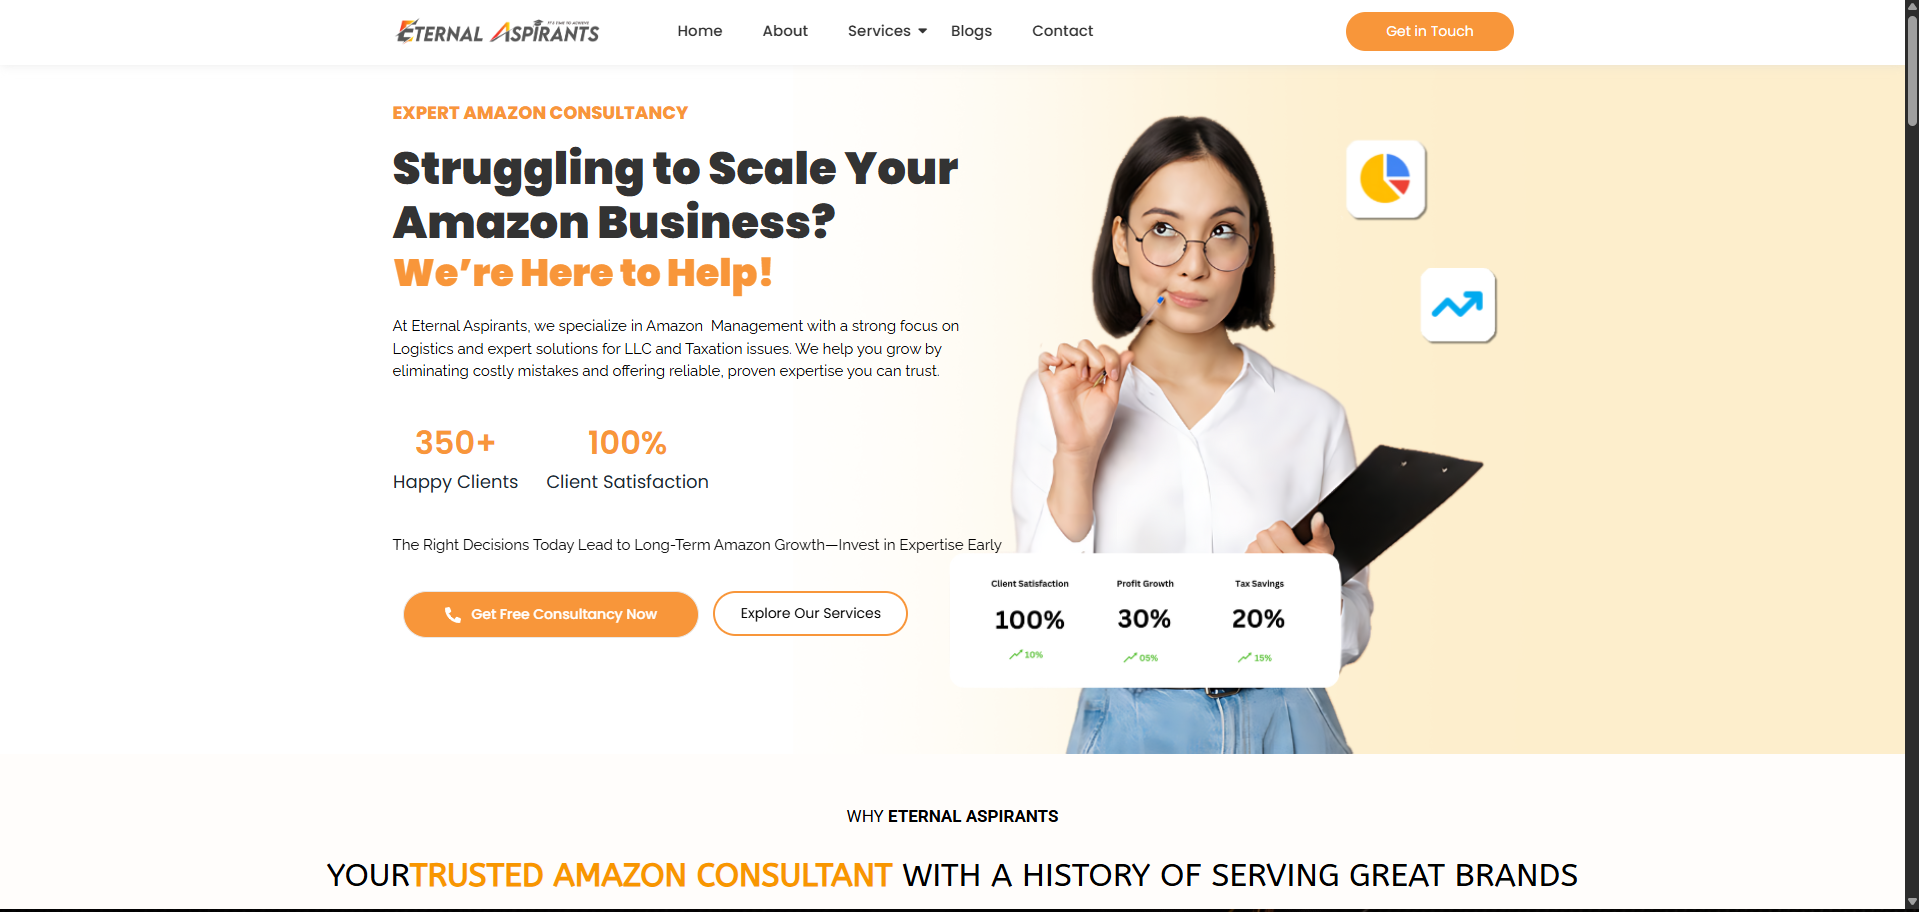 ETERNAL ASPIRANTS
IT'S TIME TO ACHIEVE
Home
About
Services
Blogs
Contact
Get in Touch
EXPERT AMAZON CONSULTANCY
Struggling to Scale Your
Amazon Business?
We’re Here to Help!
At Eternal Aspirants, we specialize in Amazon  Management with a strong focus on
Logistics and expert solutions for LLC and Taxation issues. We help you grow by
eliminating costly mistakes and offering reliable, proven expertise you can trust.
350+
Happy Clients
100%
Client Satisfaction
The Right Decisions Today Lead to Long-Term Amazon Growth—Invest in Expertise Early
Get Free Consultancy Now
Explore Our Services
Client Satisfaction
100%
10%
Profit Growth
30%
05%
Tax Savings
20%
15%
WHY ETERNAL ASPIRANTS
YOURTRUSTED AMAZON CONSULTANT WITH A HISTORY OF SERVING GREAT BRANDS